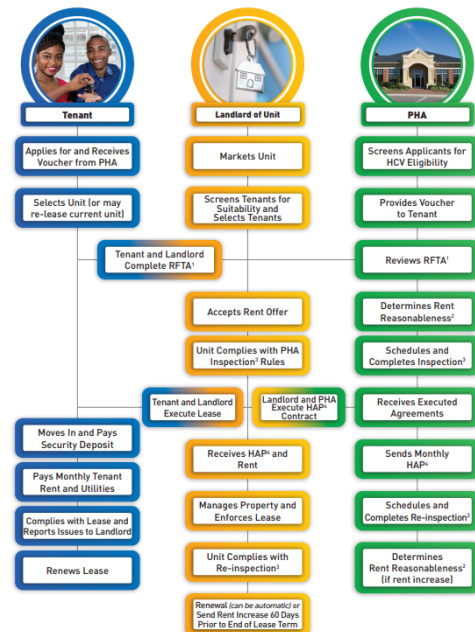 Tenant
Landlord of Unit
PHA
Applies for and Receives
Voucher from PHA
Markets Unit
Screens Applicants for
HCV Eligibility
Selects Unit (or may
re-lease current unit)
Screens Tenants for
Suitability and
Selects Tenants
Provides Voucher
to Tenant
Tenant and Landlord
Complete RFTA¹
Reviews RFTA¹
Accepts Rent Offer
Determines Rent
Reasonableness²
Unit Complies with PHA
Inspection³ Rules
Schedules and
Completes Inspection³
Tenant and Landlord
Execute Lease
Landlord and PHA
Execute HAP⁴
Contract
Receives Executed
Agreements
Moves In and Pays
Security Deposit
Receives HAP⁴ and
Rent
Sends Monthly
HAP⁴
Pays Monthly Tenant
Rent and Utilities
Manages Property and
Enforces Lease
Schedules and
Completes Re-inspection³
Complies with Lease and
Reports Issues to Landlord
Unit Complies with
Re-inspection³
Determines
Rent Reasonableness²
(if rent increase)
Renews Lease
Renewal (can be automatic) or
Send Rent Increase 60 Days
Prior to End of Lease Term